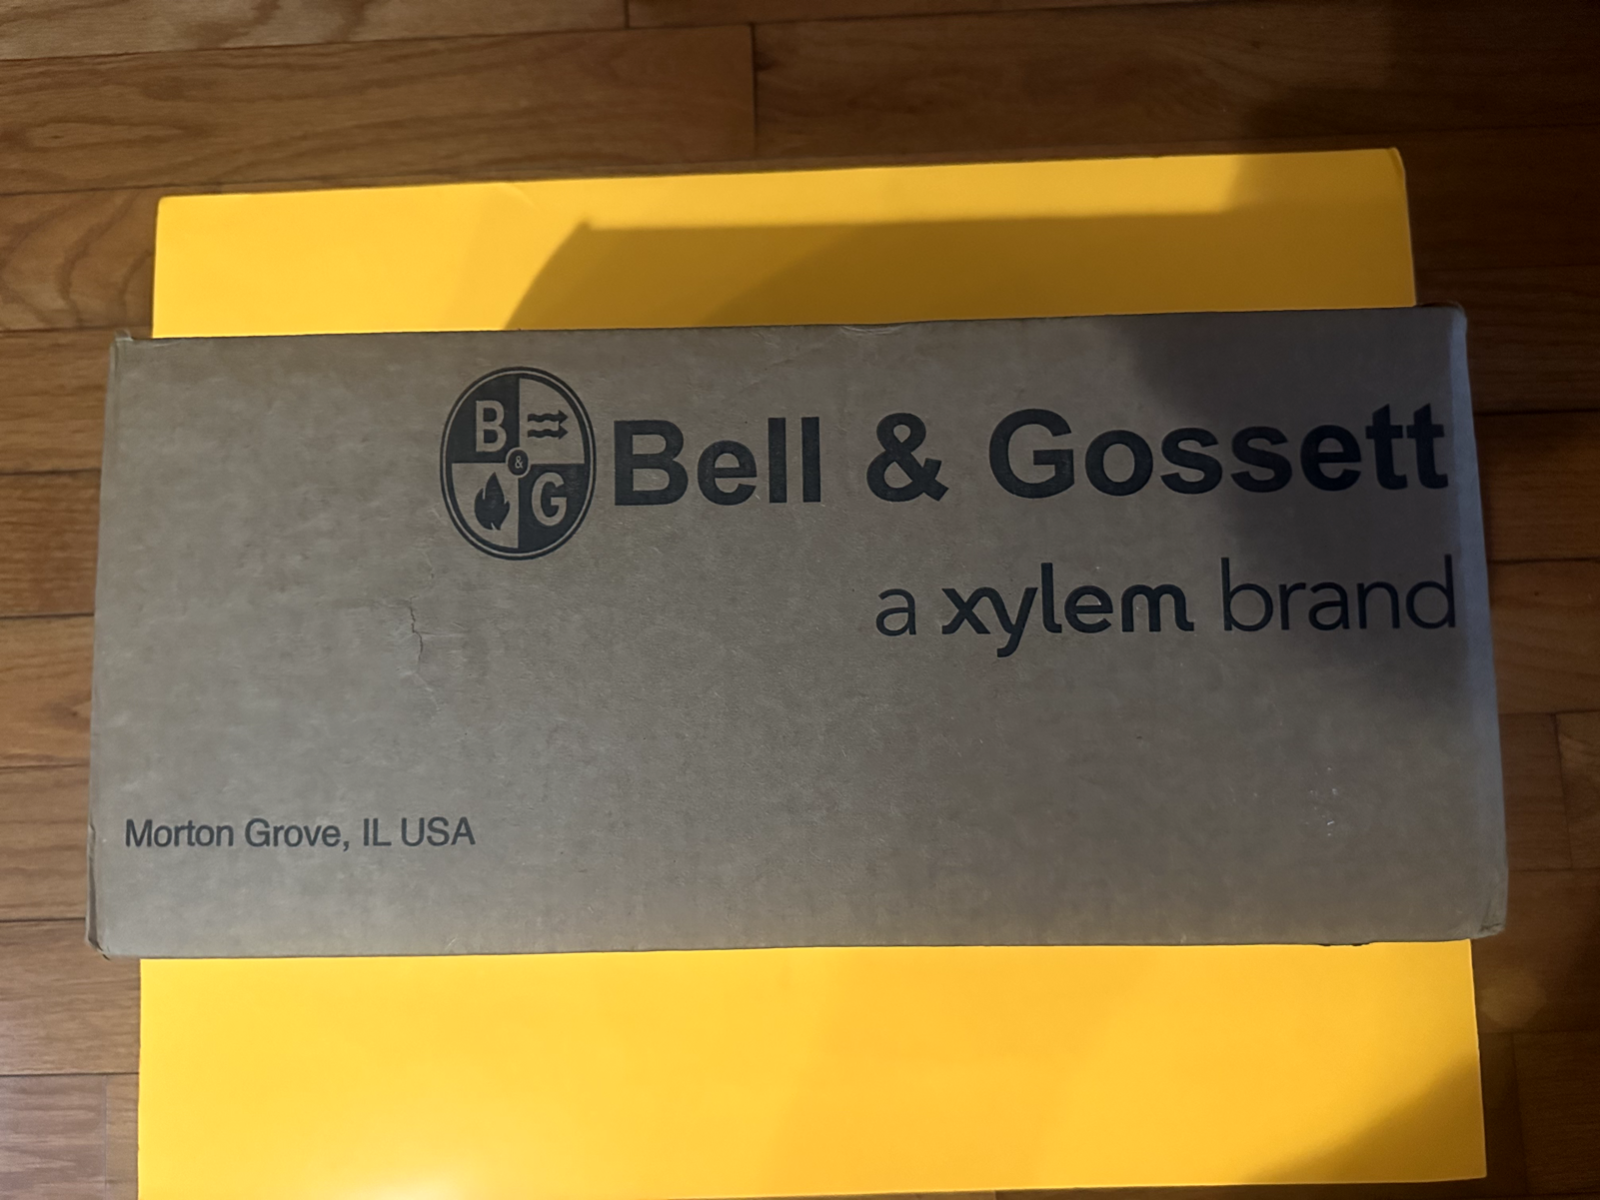 B
&
G
Bell & Gossett
a xylem brand
Morton Grove, IL USA